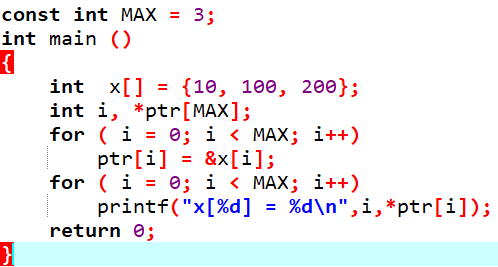 const int MAX = 3;
int main ()
{
    int  x[] = {10, 100, 200};
    int i, *ptr[MAX];
    for ( i = 0; i < MAX; i++)
        ptr[i] = &x[i];
    for ( i = 0; i < MAX; i++)
        printf("x[%d] = %d\n",i,*ptr[i]);
    return 0;
}